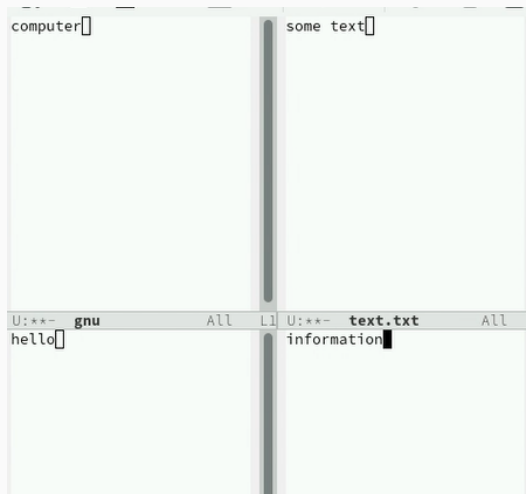 computer
some text
U:**-  gnu  All  L1
U:**-  text.txt  All
hello
information